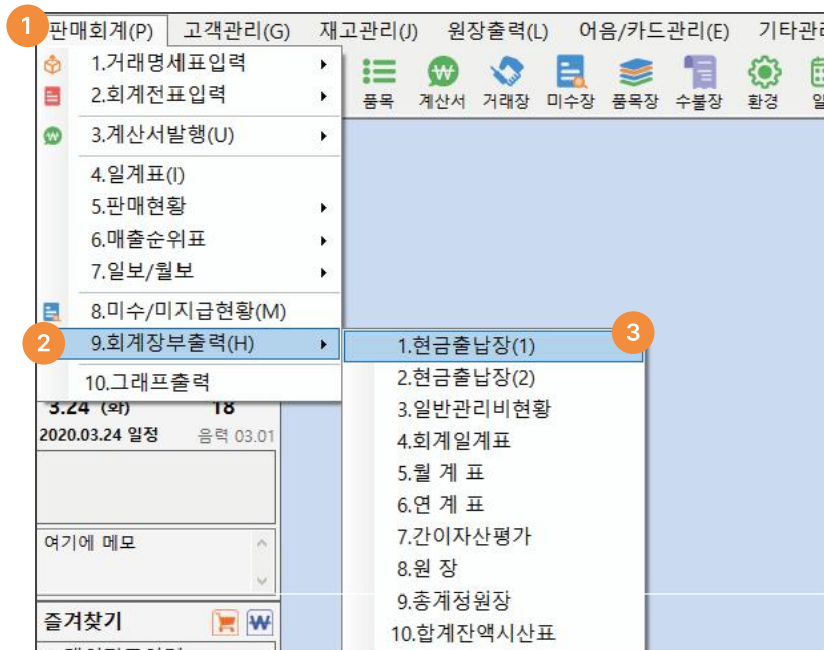 1 판매회계(P) 고객관리(G) 재고관리(J) 원장출력(L) 어음/카드관리(E) 기타관리
1.거래명세표입력
2.회계전표입력
품목 계산서 거래장 미수장 품목장 수불장 환경
3.계산서발행(U)
4.일계표(I)
5.판매현황
6.매출순위표
7.일보/월보
8.미수/미지급현황(M)
2 9.회계장부출력(H)
10.그래프출력
3
1.현금출납장(1)
2.현금출납장(2)
3.일반관리비현황
4.회계일계표
5.월 계 표
6.연 계 표
7.간이자산평가
8.원 장
9.총계정원장
10.합계잔액시산표
3.24 (화) 18
2020.03.24 일정 음력 03.01
여기에 메모
즐겨찾기